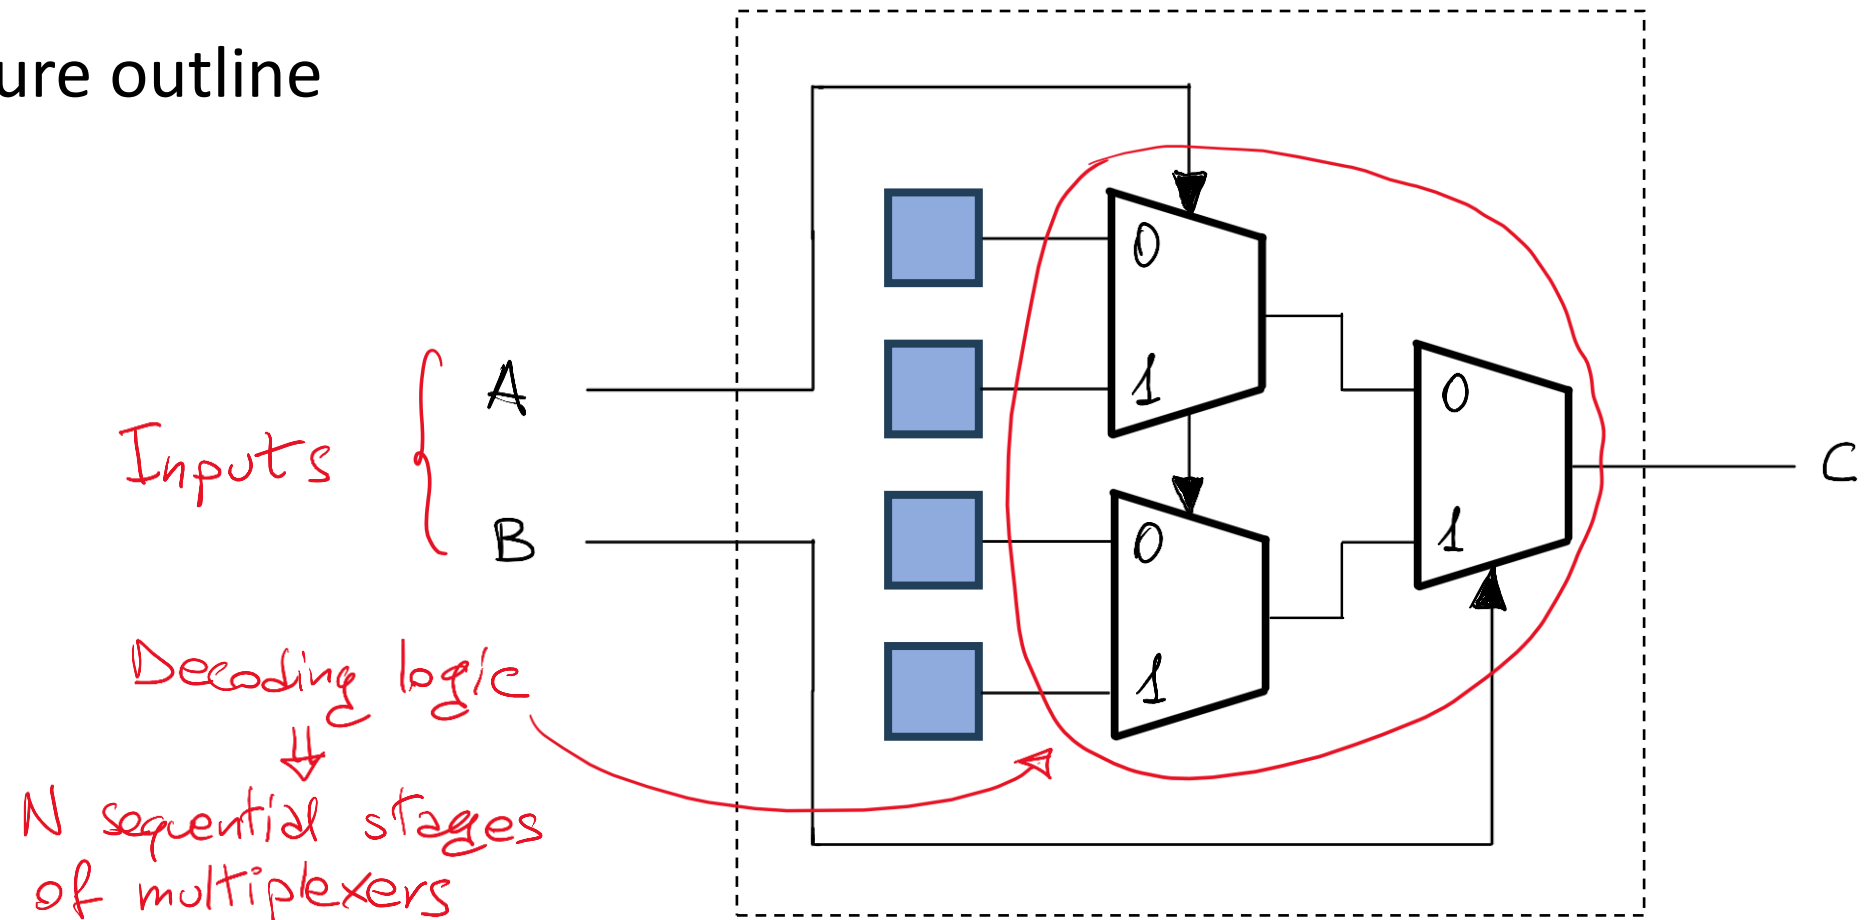 ure outline
0
1
0
1
0
1
A
B
C
Inputs
Decoding logic
N sequential stages
of multiplexers